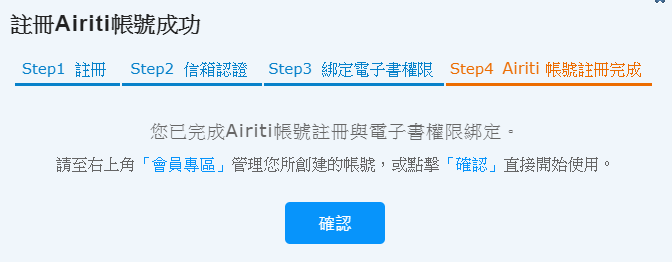 註冊Airiti帳號成功
Step1 註冊 Step2 信箱認證 Step3 綁定電子書權限 Step4 Airiti 帳號註冊完成
您已完成Airiti帳號註冊與電子書權限綁定。
請至右上角「會員專區」管理您所創建的帳號，或點擊「確認」直接開始使用。
確認